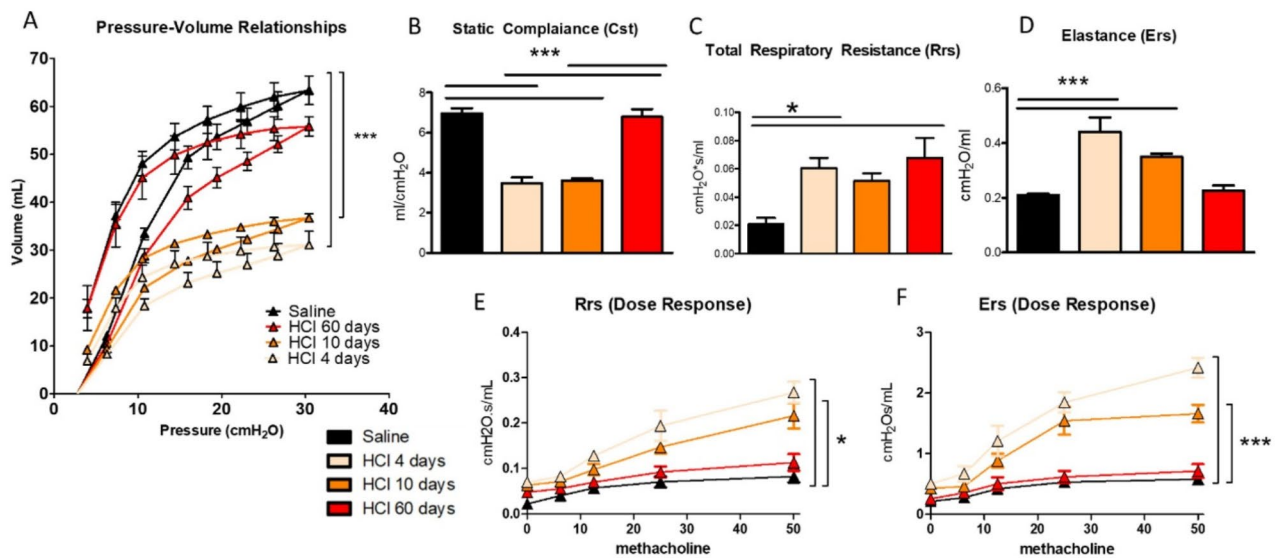 A
Pressure-Volume Relationships
Volume (mL)
70
60
50
40
30
20
10
0
0
10
20
30
40
Pressure (cmH₂O)
***
Saline
HCl 60 days
HCl 10 days
HCl 4 days
B
Static Complaiance (Cst)
***
ml/cmH₂O
8
6
4
2
0
C
Total Respiratory Resistance (Rrs)
*
cmH₂O*s/ml
0.10
0.08
0.06
0.04
0.02
0.00
D
Elastance (Ers)
***
cmH₂O/ml
0.6
0.4
0.2
0.0
Saline
HCl 4 days
HCl 10 days
HCl 60 days
E
Rrs (Dose Response)
cmH2O.s/mL
0.4
0.3
0.2
0.1
0.0
0
10
20
30
40
50
methacholine
*
F
Ers (Dose Response)
cmH₂Os/mL
3
2
1
0
0
10
20
30
40
50
methacholine
***